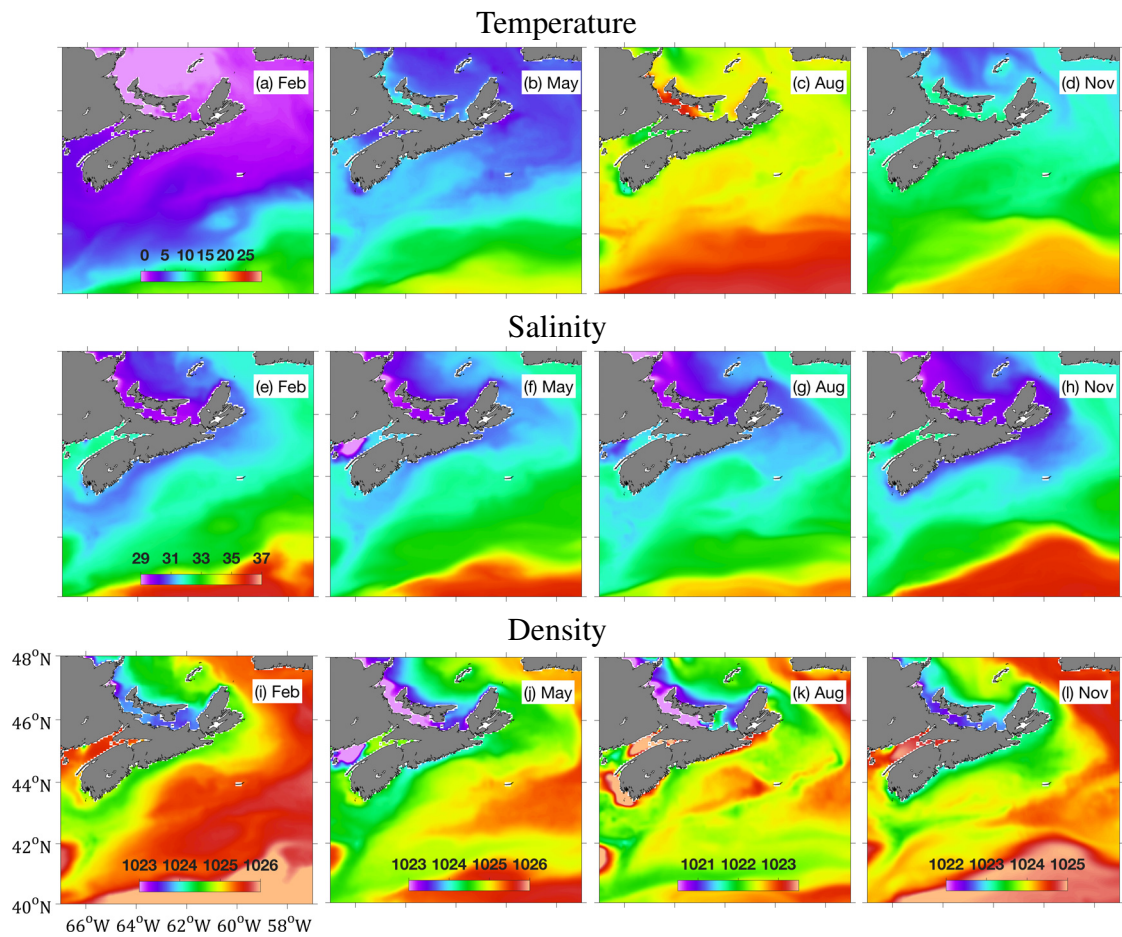 Temperature
(a) Feb
(b) May
(c) Aug
(d) Nov
0 5 10 15 20 25
Salinity
(e) Feb
(f) May
(g) Aug
(h) Nov
29 31 33 35 37
Density
48°N
(i) Feb
(j) May
(k) Aug
(l) Nov
46°N
44°N
42°N
1023 1024 1025 1026
1023 1024 1025 1026
1021 1022 1023
1022 1023 1024 1025
40°N
66°W 64°W 62°W 60°W 58°W